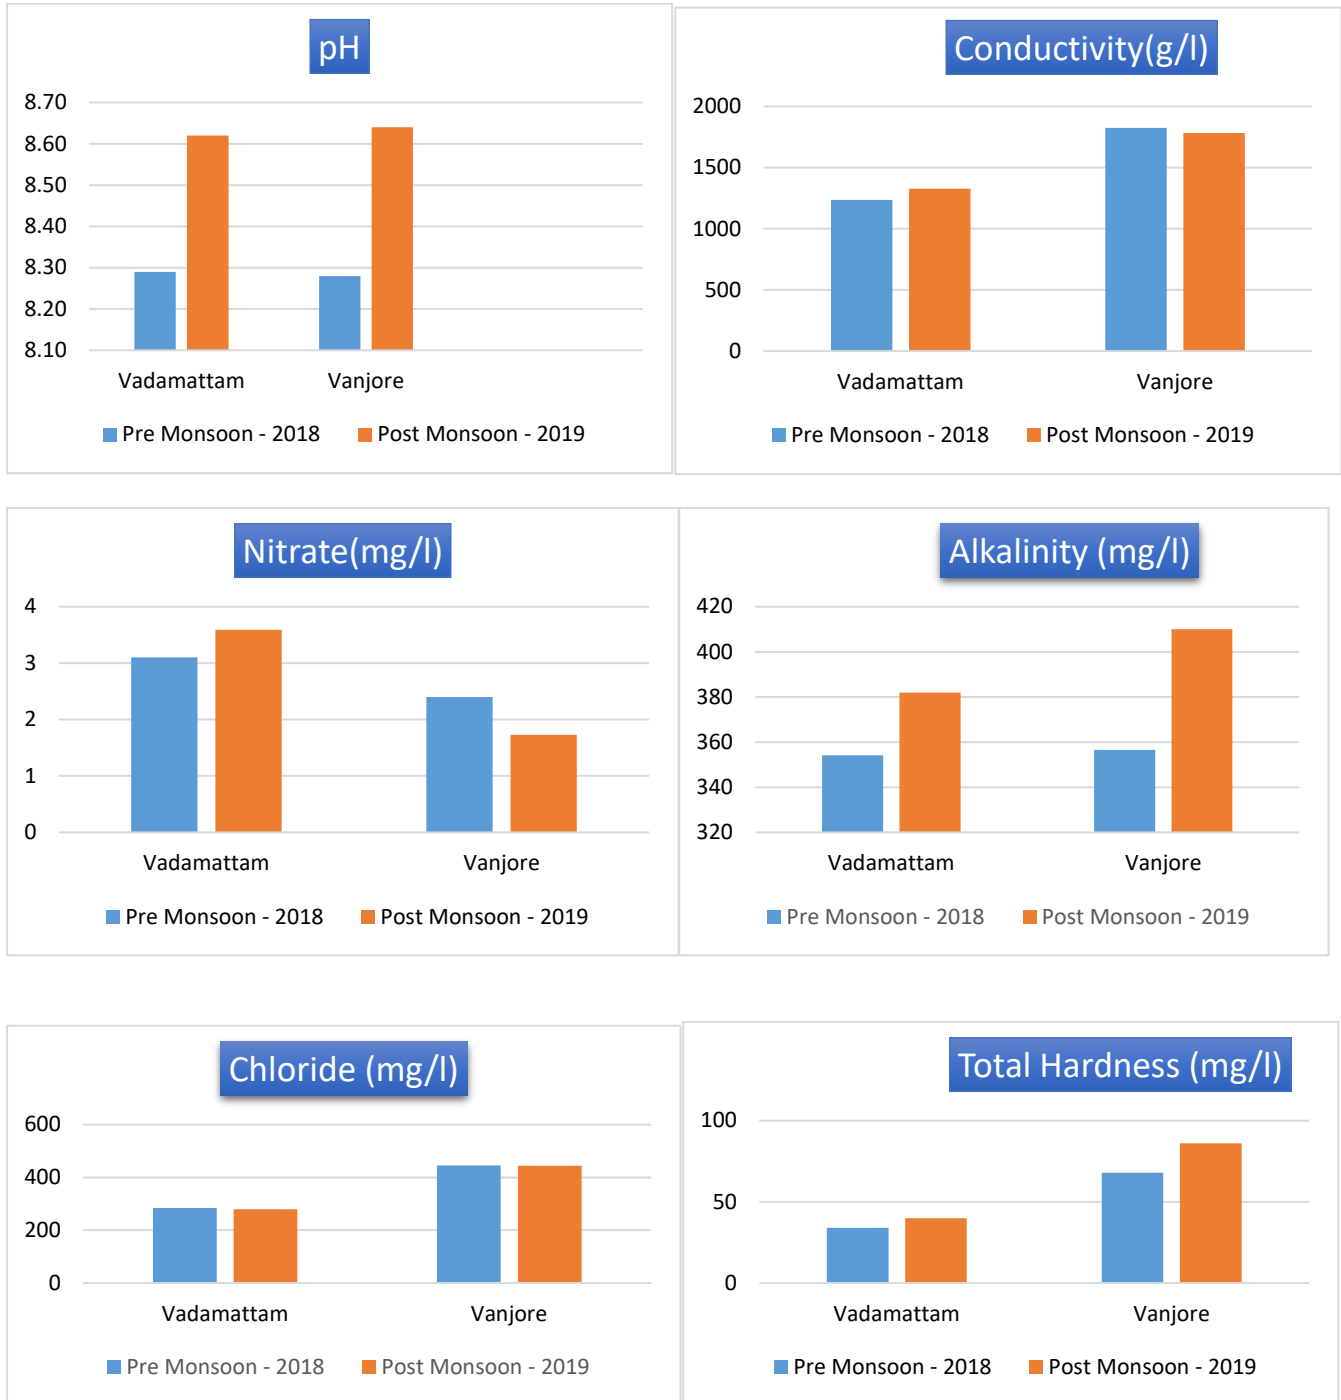 pH
8.70
8.60
8.50
8.40
8.30
8.20
8.10
Vadamattam Vanjore
Pre Monsoon - 2018 Post Monsoon - 2019
Conductivity(g/l)
2000
1500
1000
500
0
Vadamattam Vanjore
Pre Monsoon - 2018 Post Monsoon - 2019
Nitrate(mg/l)
4
3
2
1
0
Vadamattam Vanjore
Pre Monsoon - 2018 Post Monsoon - 2019
Alkalinity (mg/l)
420
400
380
360
340
320
Vadamattam Vanjore
Pre Monsoon - 2018 Post Monsoon - 2019
Chloride (mg/l)
600
400
200
0
Vadamattam Vanjore
Pre Monsoon - 2018 Post Monsoon - 2019
Total Hardness (mg/l)
100
50
0
Vadamattam Vanjore
Pre Monsoon - 2018 Post Monsoon - 2019